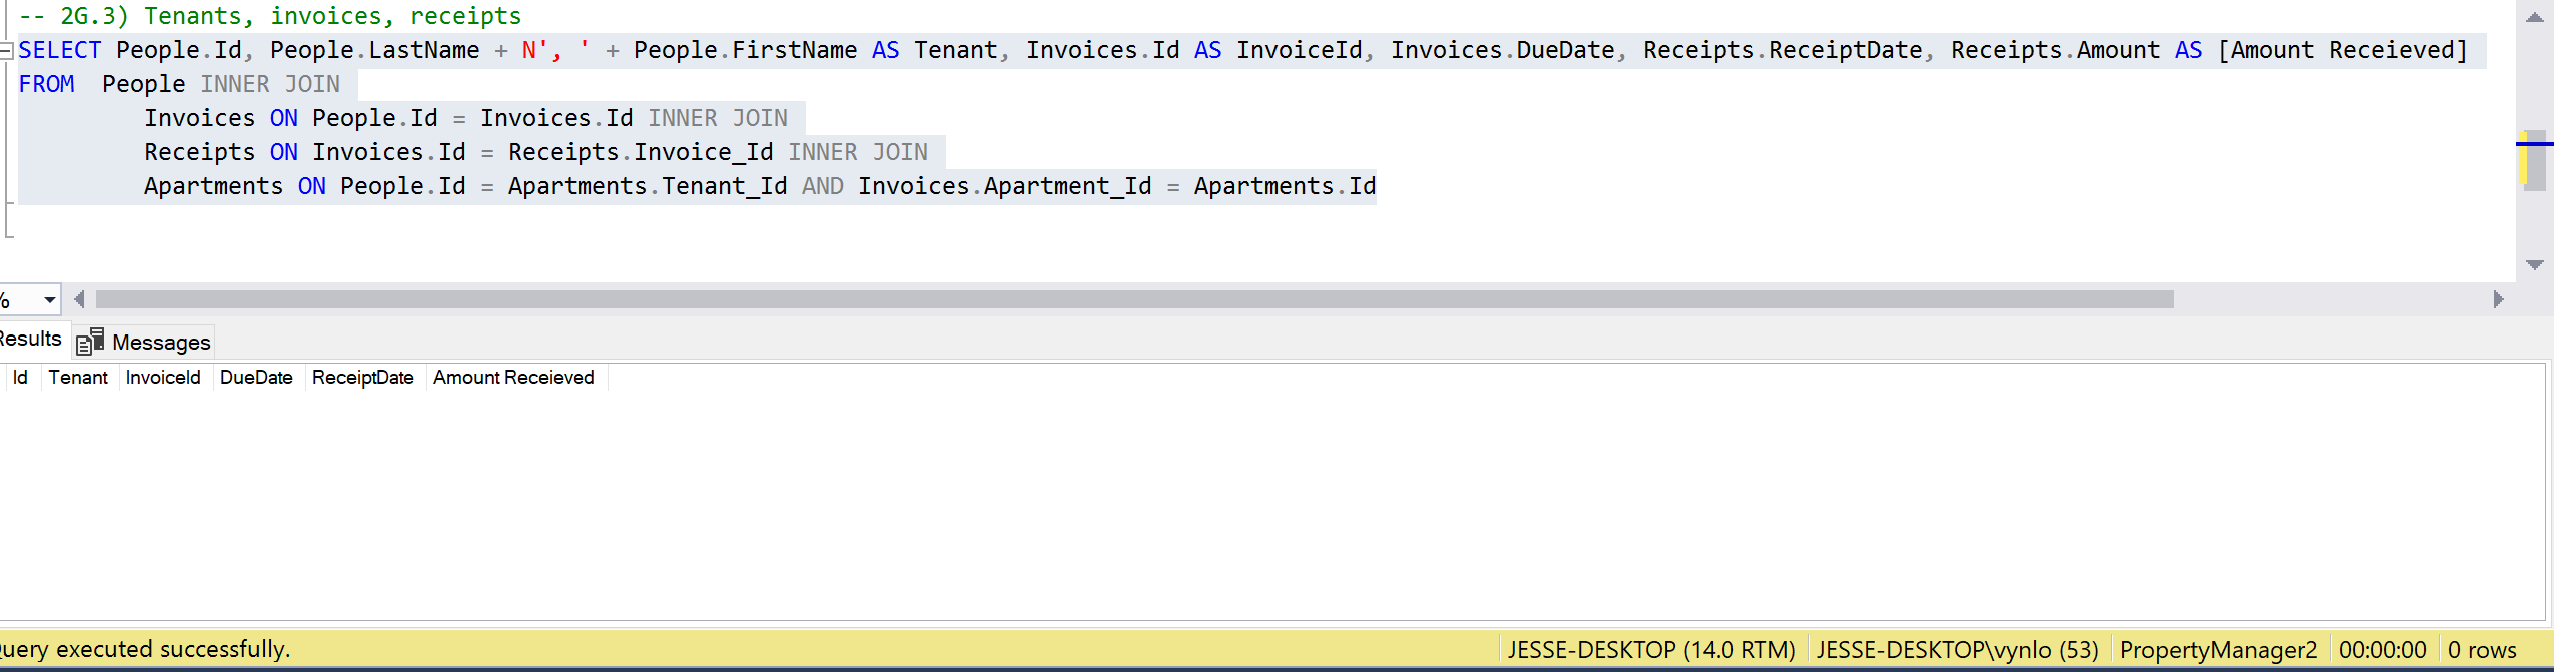 -- 2G.3) Tenants, invoices, receipts
SELECT People.Id, People.LastName + N', ' + People.FirstName AS Tenant, Invoices.Id AS InvoiceId, Invoices.DueDate, Receipts.ReceiptDate, Receipts.Amount AS [Amount Receieved]
FROM  People INNER JOIN
Invoices ON People.Id = Invoices.Id INNER JOIN
Receipts ON Invoices.Id = Receipts.Invoice_Id INNER JOIN
Apartments ON People.Id = Apartments.Tenant_Id AND Invoices.Apartment_Id = Apartments.Id
%
Results Messages
Id Tenant InvoiceId DueDate ReceiptDate Amount Receieved
Query executed successfully. JESSE-DESKTOP (14.0 RTM) JESSE-DESKTOP\vynlo (53) PropertyManager2 00:00:00 0 rows